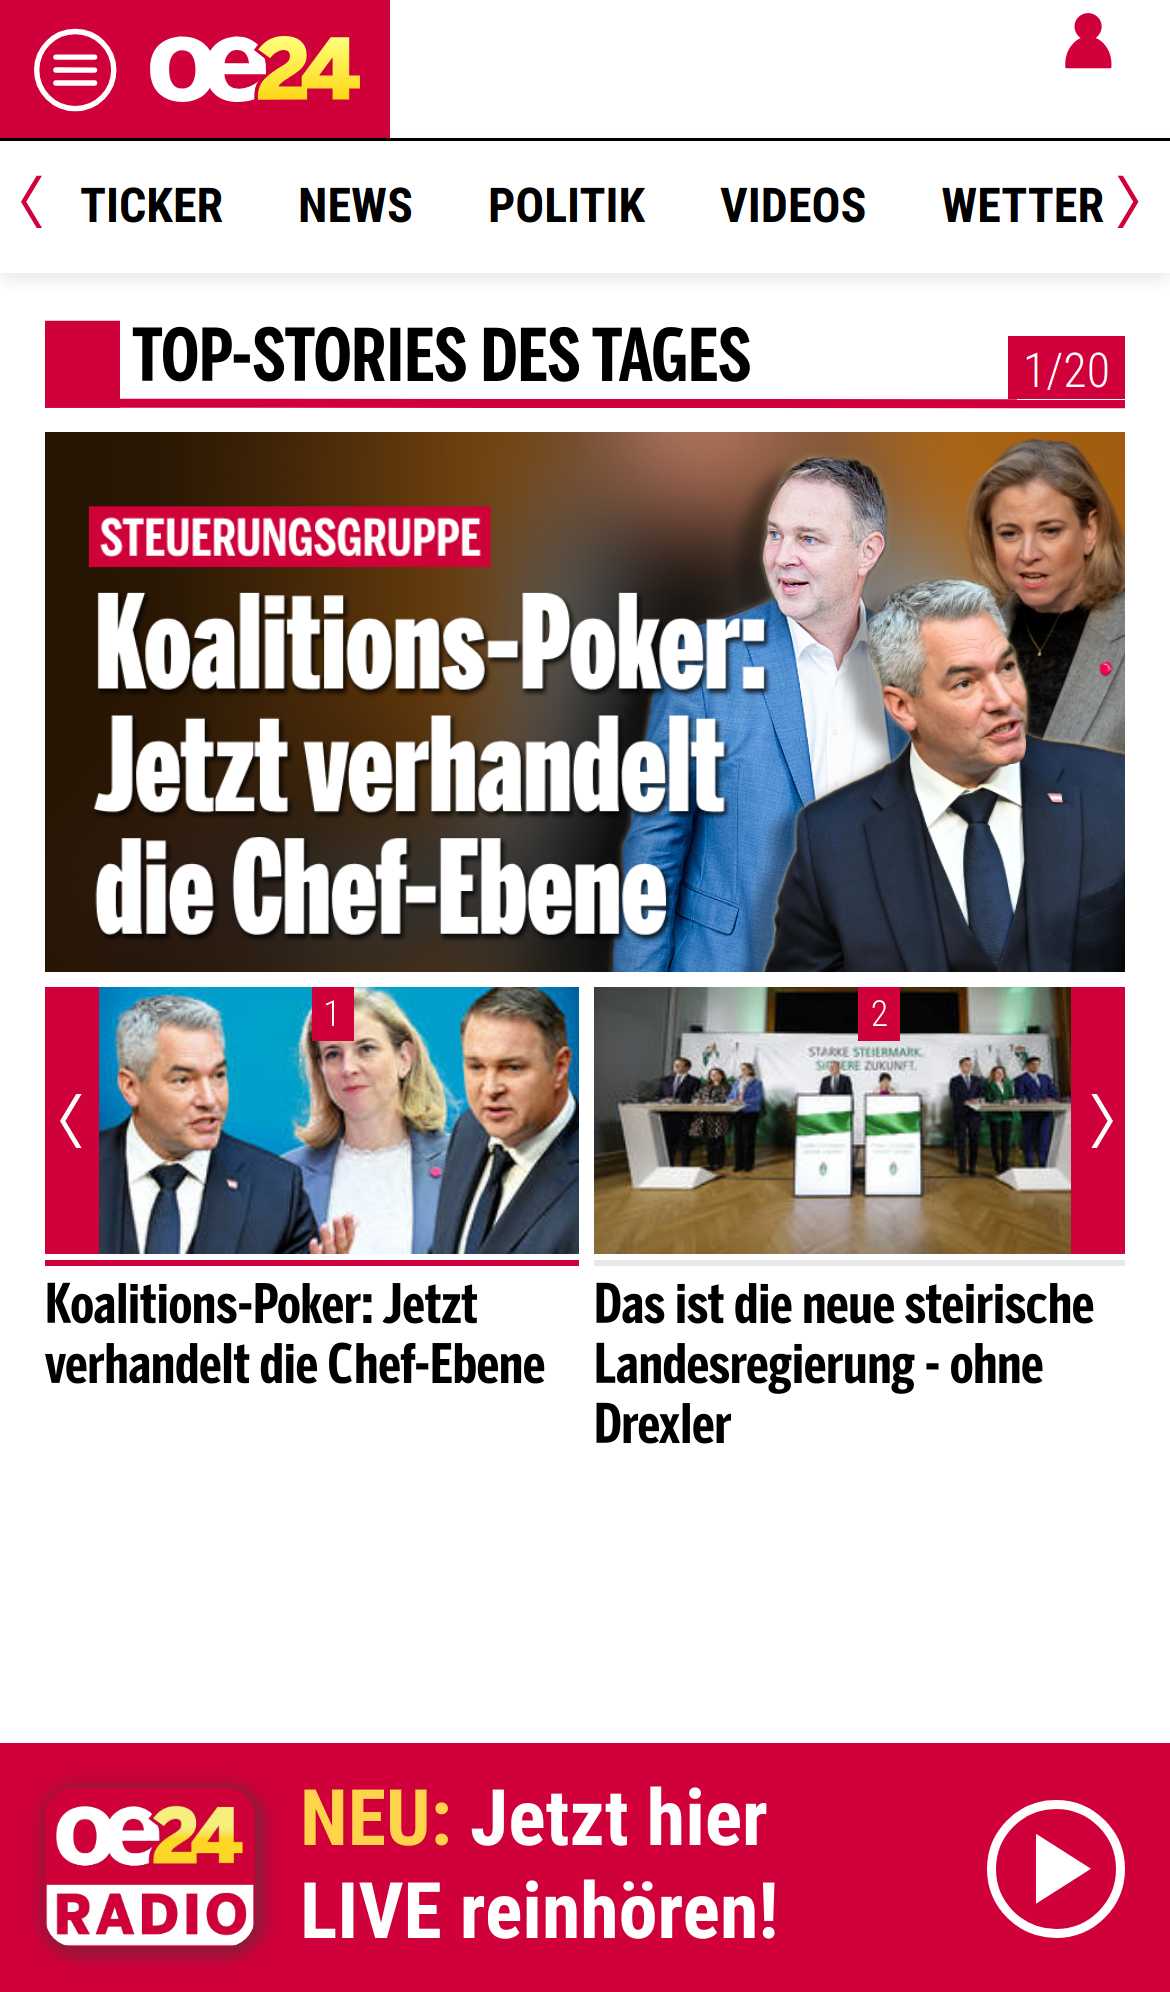 oe24
TICKER NEWS POLITIK VIDEOS WETTER
TOP-STORIES DES TAGES
1/20
STEUERUNGSGRUPPE
Koalitions-Poker:
Jetzt verhandelt
die Chef-Ebene
1
2
STARKE STEIERMARK.
SICHERE ZUKUNFT.
Koalitions-Poker: Jetzt
verhandelt die Chef-Ebene
Das ist die neue steirische
Landesregierung - ohne
Drexler
oe24
RADIO
NEU: Jetzt hier
LIVE reinhören!